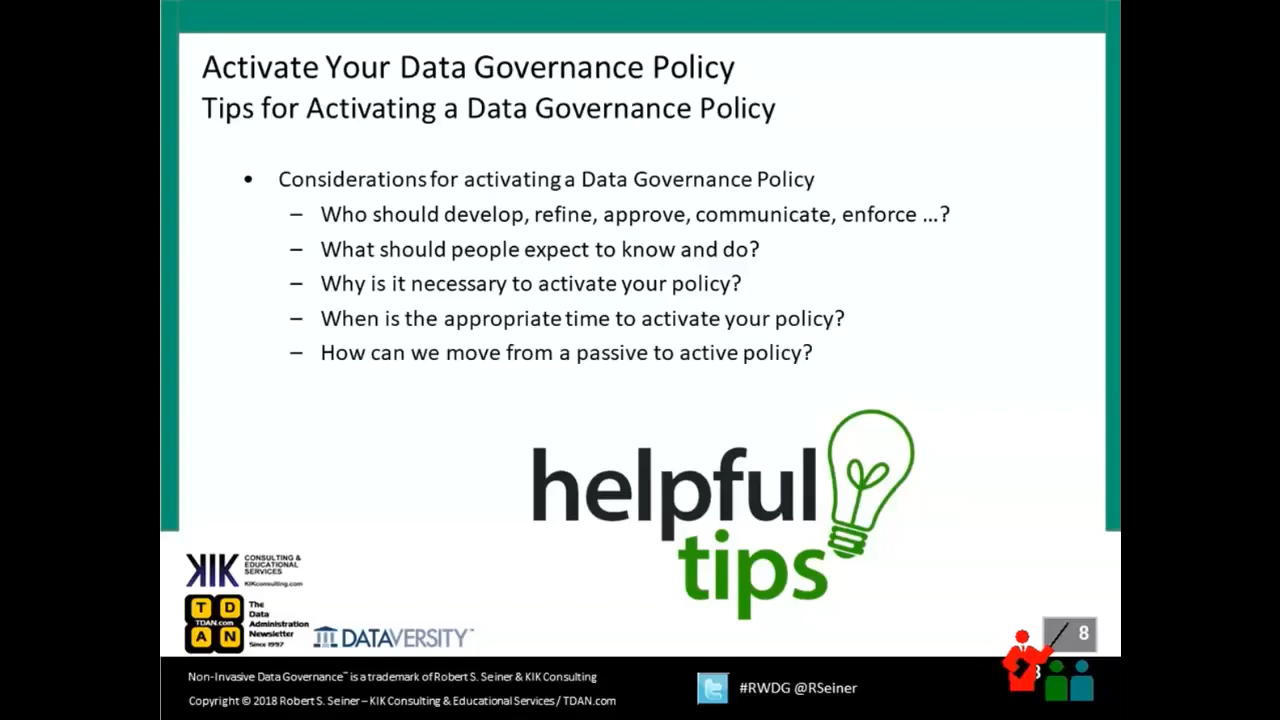 Activate Your Data Governance Policy
Tips for Activating a Data Governance Policy
• Considerations for activating a Data Governance Policy
– Who should develop, refine, approve, communicate, enforce …?
– What should people expect to know and do?
– Why is it necessary to activate your policy?
– When is the appropriate time to activate your policy?
– How can we move from a passive to active policy?
helpful
tips
KIK CONSULTING &
EDUCATIONAL
SERVICES
KIKconsulting.com
T D
TDAN.com
A N
The
Data
Administration
Newsletter
Since 1997
DATAVERSITY™
8
Non-Invasive Data Governance™ is a trademark of Robert S. Seiner & KIK Consulting
#RWDG @RSeiner
Copyright © 2018 Robert S. Seiner – KIK Consulting & Educational Services / TDAN.com